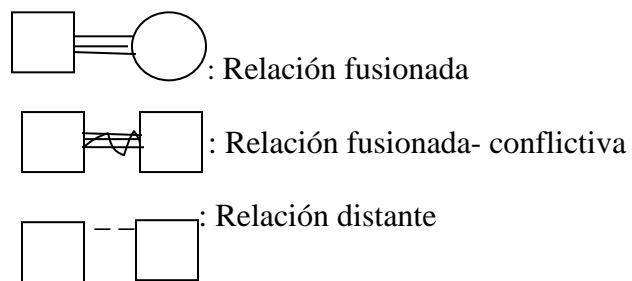 : Relación fusionada
: Relación fusionada- conflictiva
: Relación distante